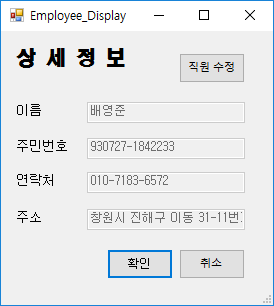 Employee_Display
상 세 정 보
직원 수정
이름 배영준
주민번호 930727-1842233
연락처 010-7183-6572
주소 창원시 진해구 이동 31-11번
확인 취소